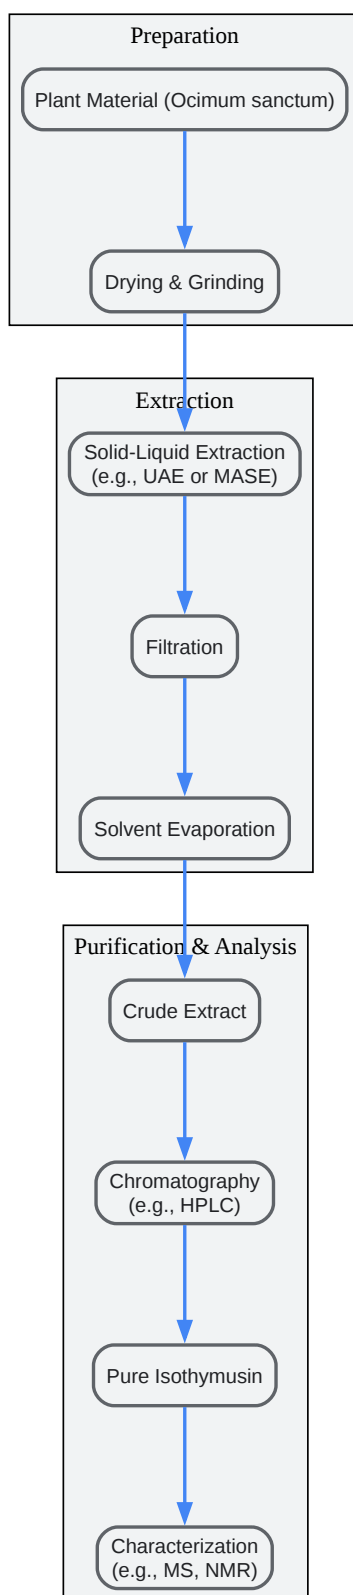 Preparation
Plant Material (Ocimum sanctum)
Drying & Grinding
Extraction
Solid-Liquid Extraction
(e.g., UAE or MASE)
Filtration
Solvent Evaporation
Purification & Analysis
Crude Extract
Chromatography
(e.g., HPLC)
Pure Isothymusin
Characterization
(e.g., MS, NMR)